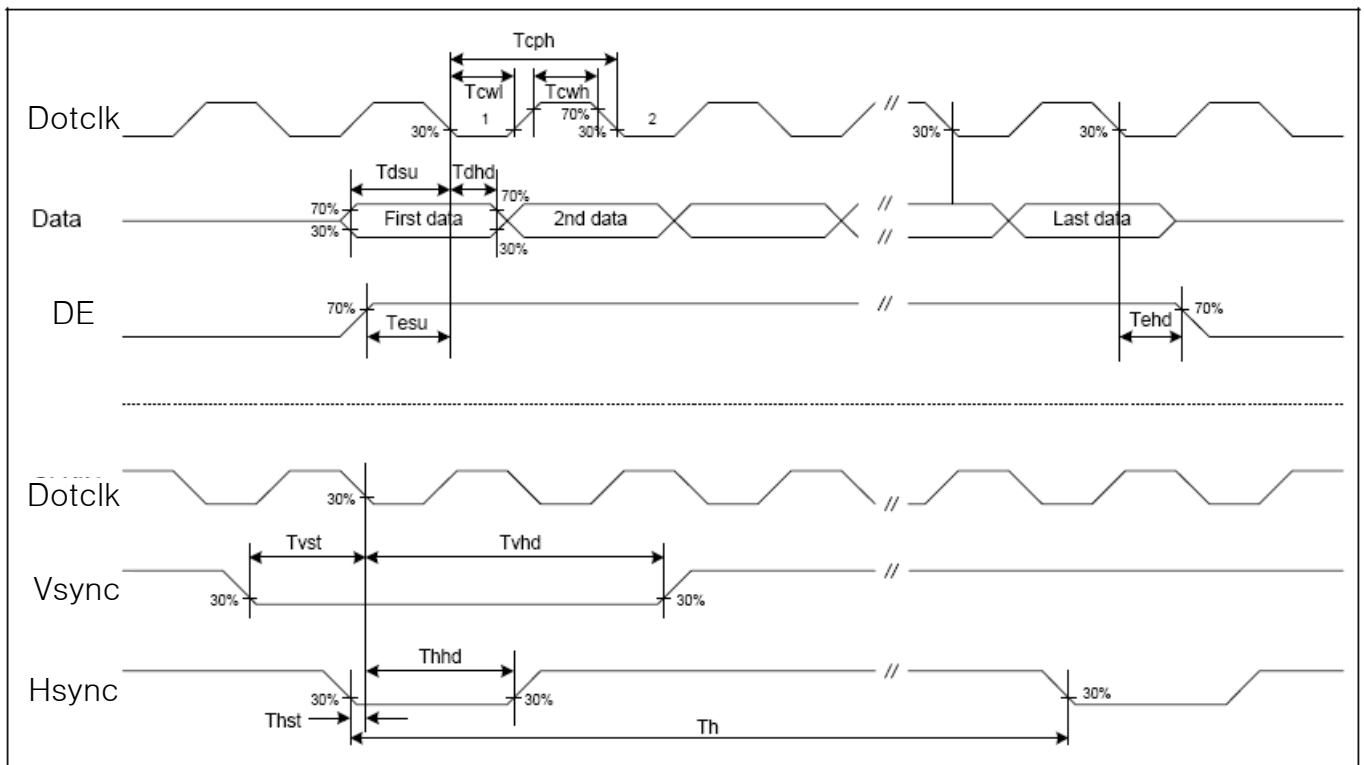 Tcph
Tcwl
Tcwh
Dotclk
30%
1
70%
30%
2
//
30%
30%
Tdsu
Tdhd
Data
70%
30%
First data
70%
30%
2nd data
//
//
Last data
DE
70%
Tesu
//
Tehd
70%
Dotclk
30%
//
Tvst
Tvhd
Vsync
30%
30%
//
Thhd
Hsync
30%
30%
//
30%
Thst
Th